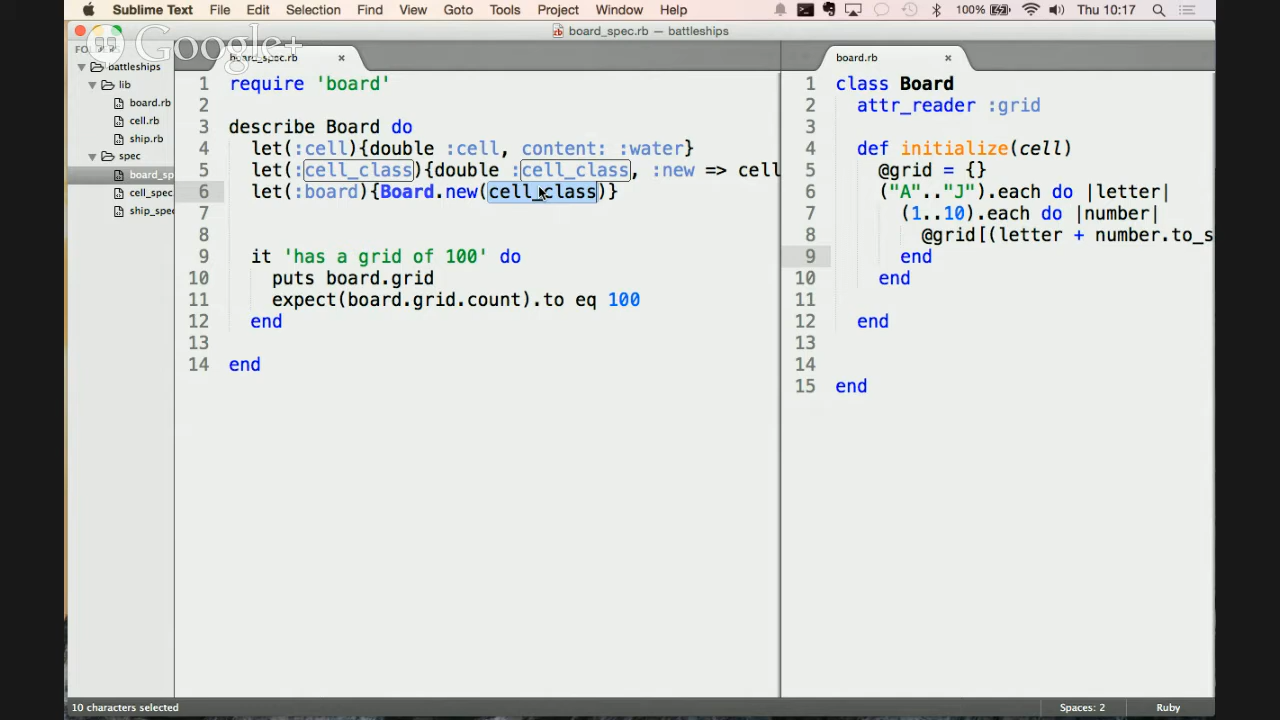 Sublime Text File Edit Selection Find View Goto Tools Project Window Help 100% Thu 10:17
board_spec.rb — battleships
Google+
FOLDERS
battleships
lib
board.rb
cell.rb
ship.rb
spec
board_sp
cell_spec
ship_spec
board_spec.rb ×
1 require 'board'
2
3 describe Board do
4 let(:cell){double :cell, content: :water}
5 let(:cell_class){double :cell_class, :new => cell
6 let(:board){Board.new(cell_class)}
7
8
9 it 'has a grid of 100' do
10 puts board.grid
11 expect(board.grid.count).to eq 100
12 end
13
14 end
board.rb ×
1 class Board
2 attr_reader :grid
3
4 def initialize(cell)
5 @grid = {}
6 ("A".."J").each do |letter|
7 (1..10).each do |number|
8 @grid[(letter + number.to_s
9 end
10 end
11
12 end
13
14
15 end
10 characters selected
Spaces: 2
Ruby